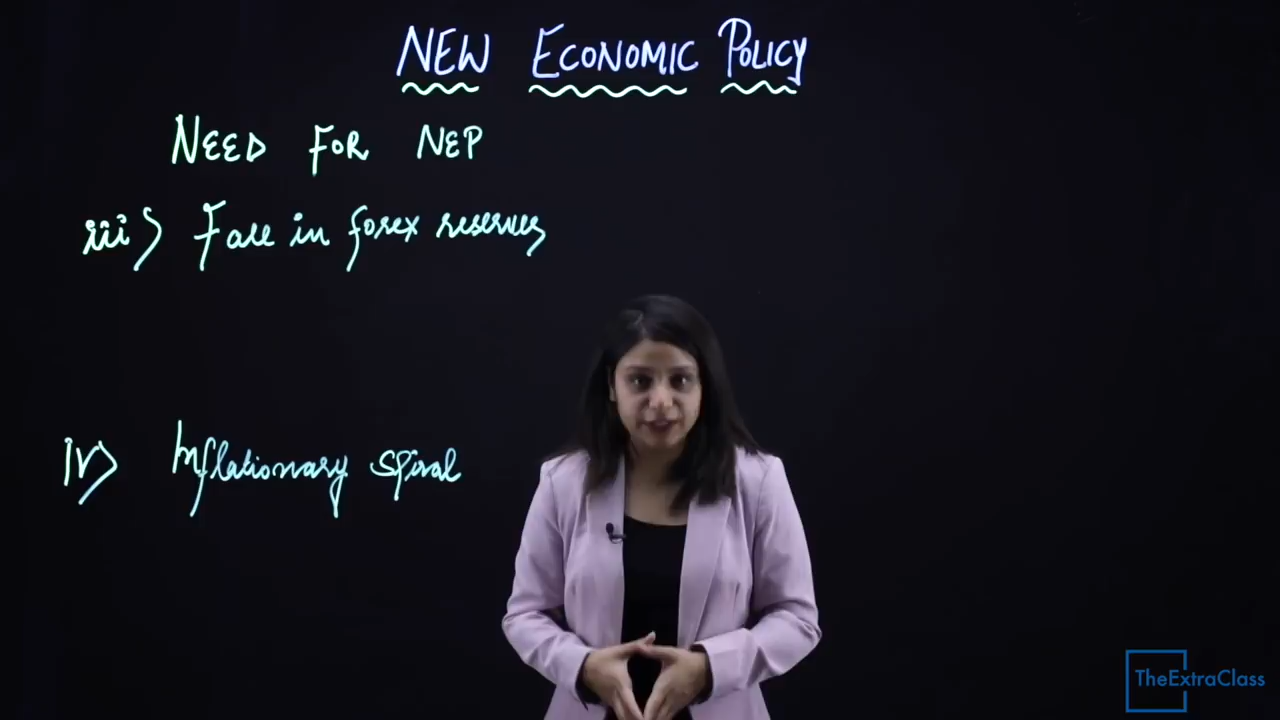 NEW ECONOMIC POLICY
NEED FOR NEP
iii> Fall in forex reserves
IV> Inflationary spiral
TheExtraClass